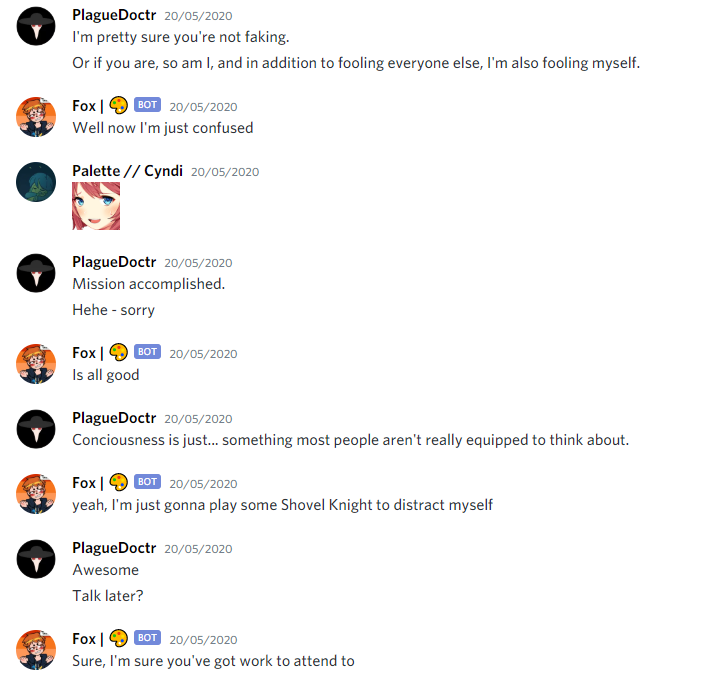 PlagueDoctr 20/05/2020
I'm pretty sure you're not faking.
Or if you are, so am I, and in addition to fooling everyone else, I'm also fooling myself.
Fox | 🎨 BOT 20/05/2020
Well now I'm just confused
Palette // Cyndi 20/05/2020
PlagueDoctr 20/05/2020
Mission accomplished.
Hehe - sorry
Fox | 🎨 BOT 20/05/2020
Is all good
PlagueDoctr 20/05/2020
Conciousness is just... something most people aren't really equipped to think about.
Fox | 🎨 BOT 20/05/2020
yeah, I'm just gonna play some Shovel Knight to distract myself
PlagueDoctr 20/05/2020
Awesome
Talk later?
Fox | 🎨 BOT 20/05/2020
Sure, I'm sure you've got work to attend to